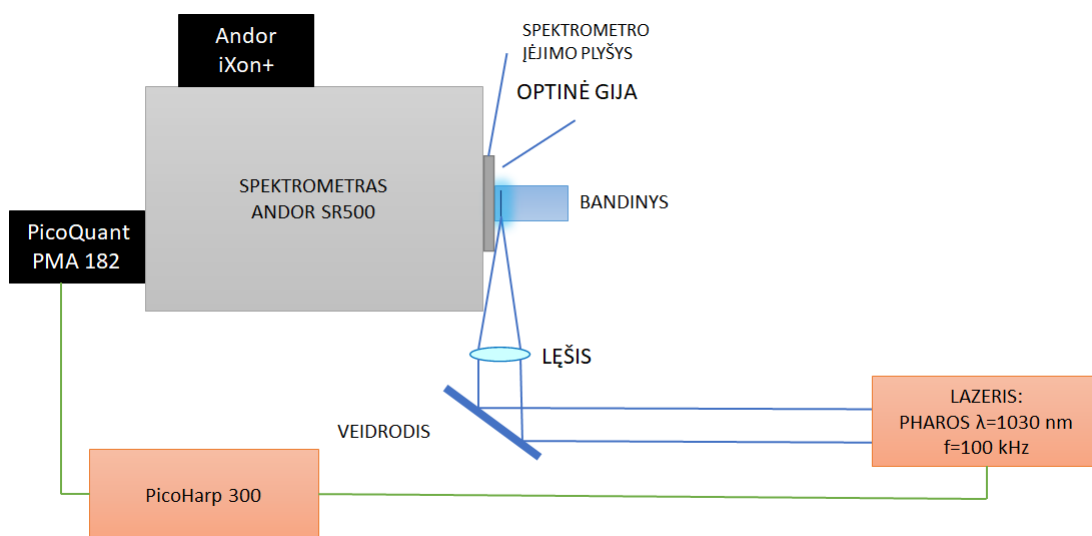 Andor
iXon+
SPEKTROMETRO
ĮĖJIMO PLYŠYS
OPTINĖ GIJA
SPEKTROMETRAS
ANDOR SR500
BANDINYS
PicoQuant
PMA 182
LĘŠIS
VEIDRODIS
LAZERIS:
PHAROS λ=1030 nm
f=100 kHz
PicoHarp 300